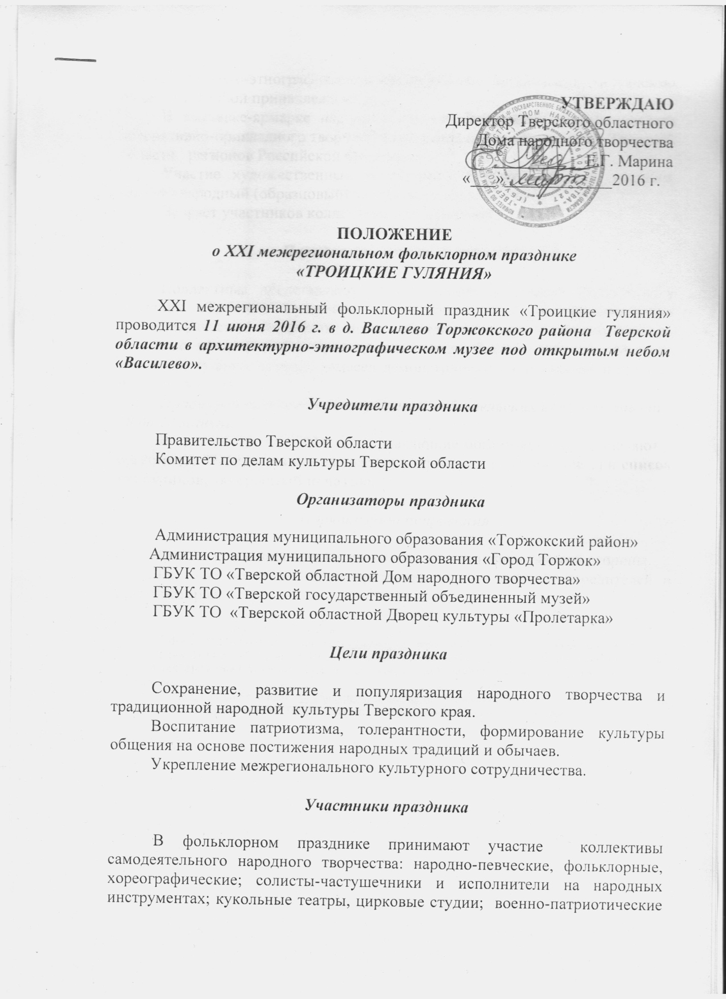 УТВЕРЖДАЮ
Директор Тверского областного
Дома народного творчества
Е.Г. Марина
«___» марта 2016 г.
ПОЛОЖЕНИЕ
о XXI межрегиональном фольклорном празднике
«ТРОИЦКИЕ ГУЛЯНИЯ»
XXI межрегиональный фольклорный праздник «Троицкие гуляния»
проводится 11 июня 2016 г. в д. Василево Торжокского района Тверской
области в архитектурно-этнографическом музее под открытым небом
«Василево».
Учредители праздника
Правительство Тверской области
Комитет по делам культуры Тверской области
Организаторы праздника
Администрация муниципального образования «Торжокский район»
Администрация муниципального образования «Город Торжок»
ГБУК ТО «Тверской областной Дом народного творчества»
ГБУК ТО «Тверской государственный объединенный музей»
ГБУК ТО «Тверской областной Дворец культуры «Пролетарка»
Цели праздника
Сохранение, развитие и популяризация народного творчества и
традиционной народной культуры Тверского края.
Воспитание патриотизма, толерантности, формирование культуры
общения на основе постижения народных традиций и обычаев.
Укрепление межрегионального культурного сотрудничества.
Участники праздника
В фольклорном празднике принимают участие коллективы
самодеятельного народного творчества: народно-певческие, фольклорные,
хореографические; солисты-частушечники и исполнители на народных
инструментах; кукольные театры, цирковые студии; военно-патриотические